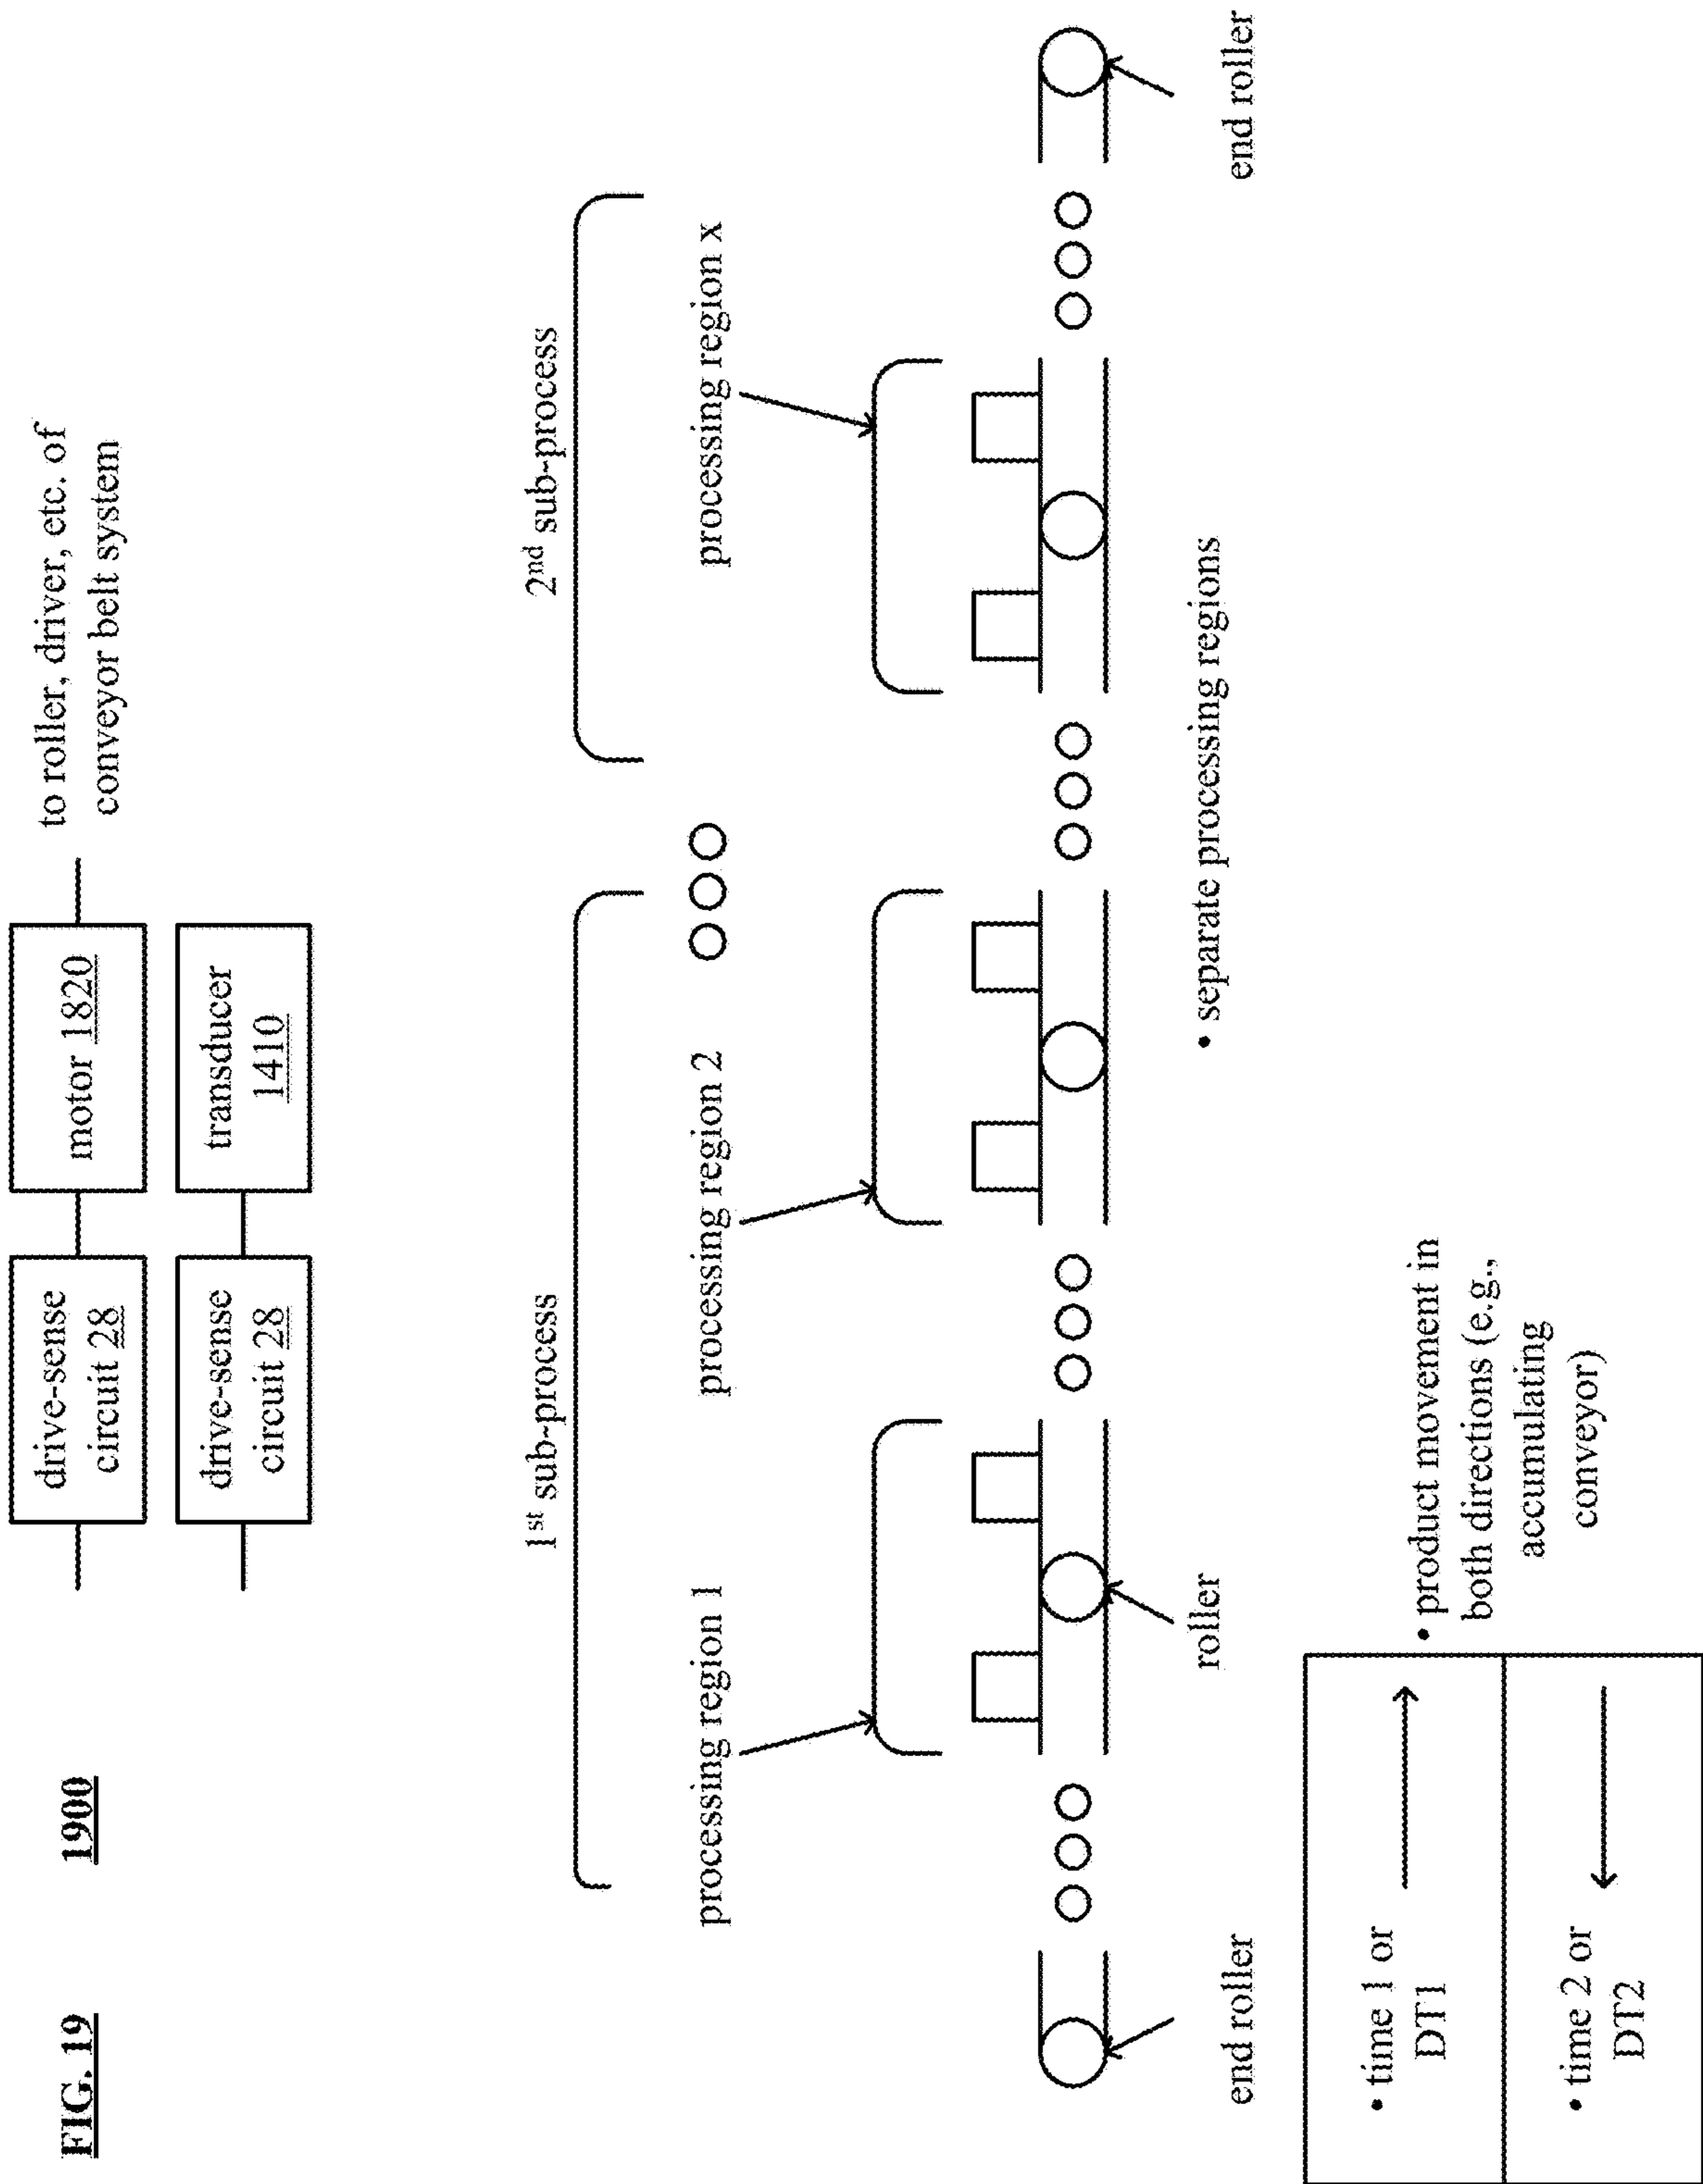 FIG. 19
1900
drive-sense
circuit 28
motor 1820
to roller, driver, etc. of
conveyor belt system
drive-sense
circuit 28
transducer
1410
1st sub-process
2nd sub-process
processing region 1
processing region 2
processing region x
end roller
roller
• separate processing regions
end roller
• time 1 or
DT1
• time 2 or
DT2
• product movement in
both directions (e.g.,
accumulating
conveyor)